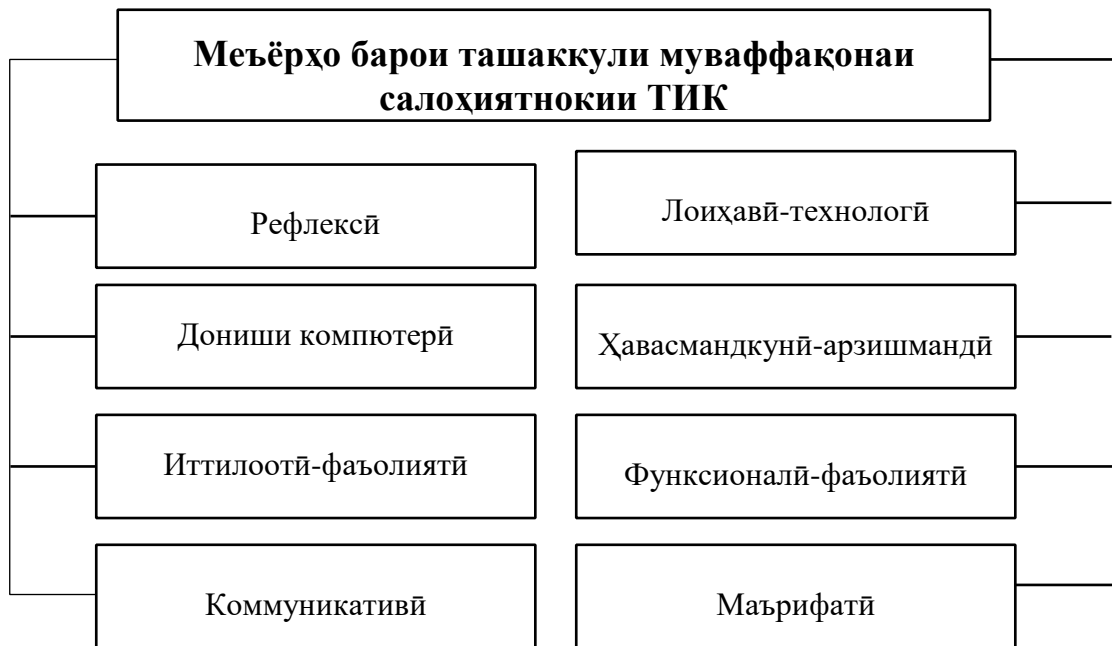 Меъёрҳо барои ташаккули муваффақонаи
салоҳиятнокии ТИК
Рефлексӣ
Лоиҳавӣ-технологӣ
Дониши компютерӣ
Ҳавасмандкунӣ-арзишмандӣ
Иттилоотӣ-фаъолиятӣ
Функсионалӣ-фаъолиятӣ
Коммуникативӣ
Маърифатӣ